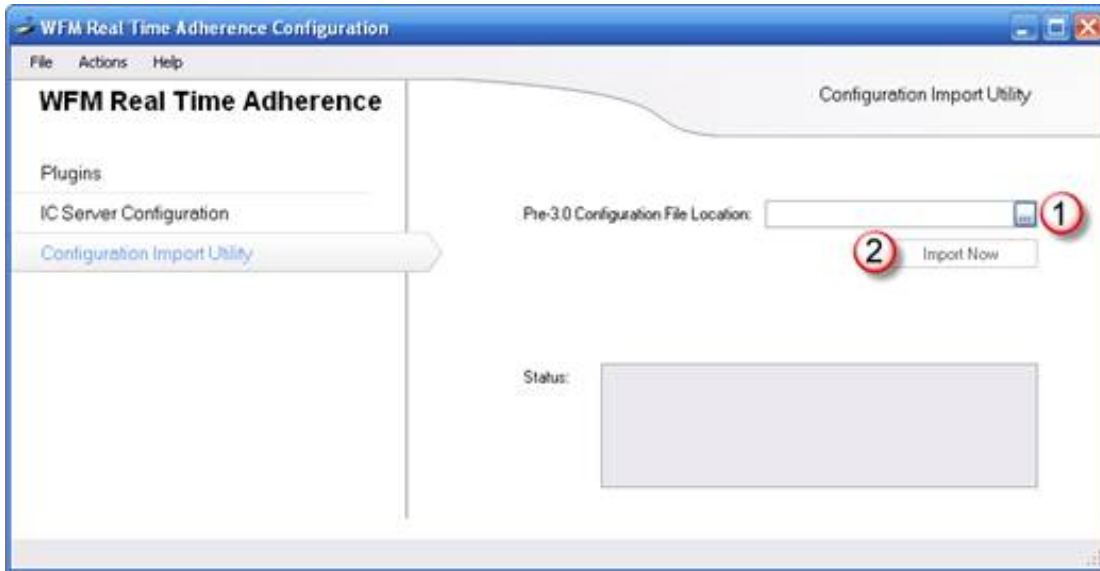 WFM Real Time Adherence Configuration
File Actions Help
WFM Real Time Adherence
Configuration Import Utility
Plugins
IC Server Configuration
Configuration Import Utility
Pre-3.0 Configuration File Location:
...
1
2
Import Now
Status: